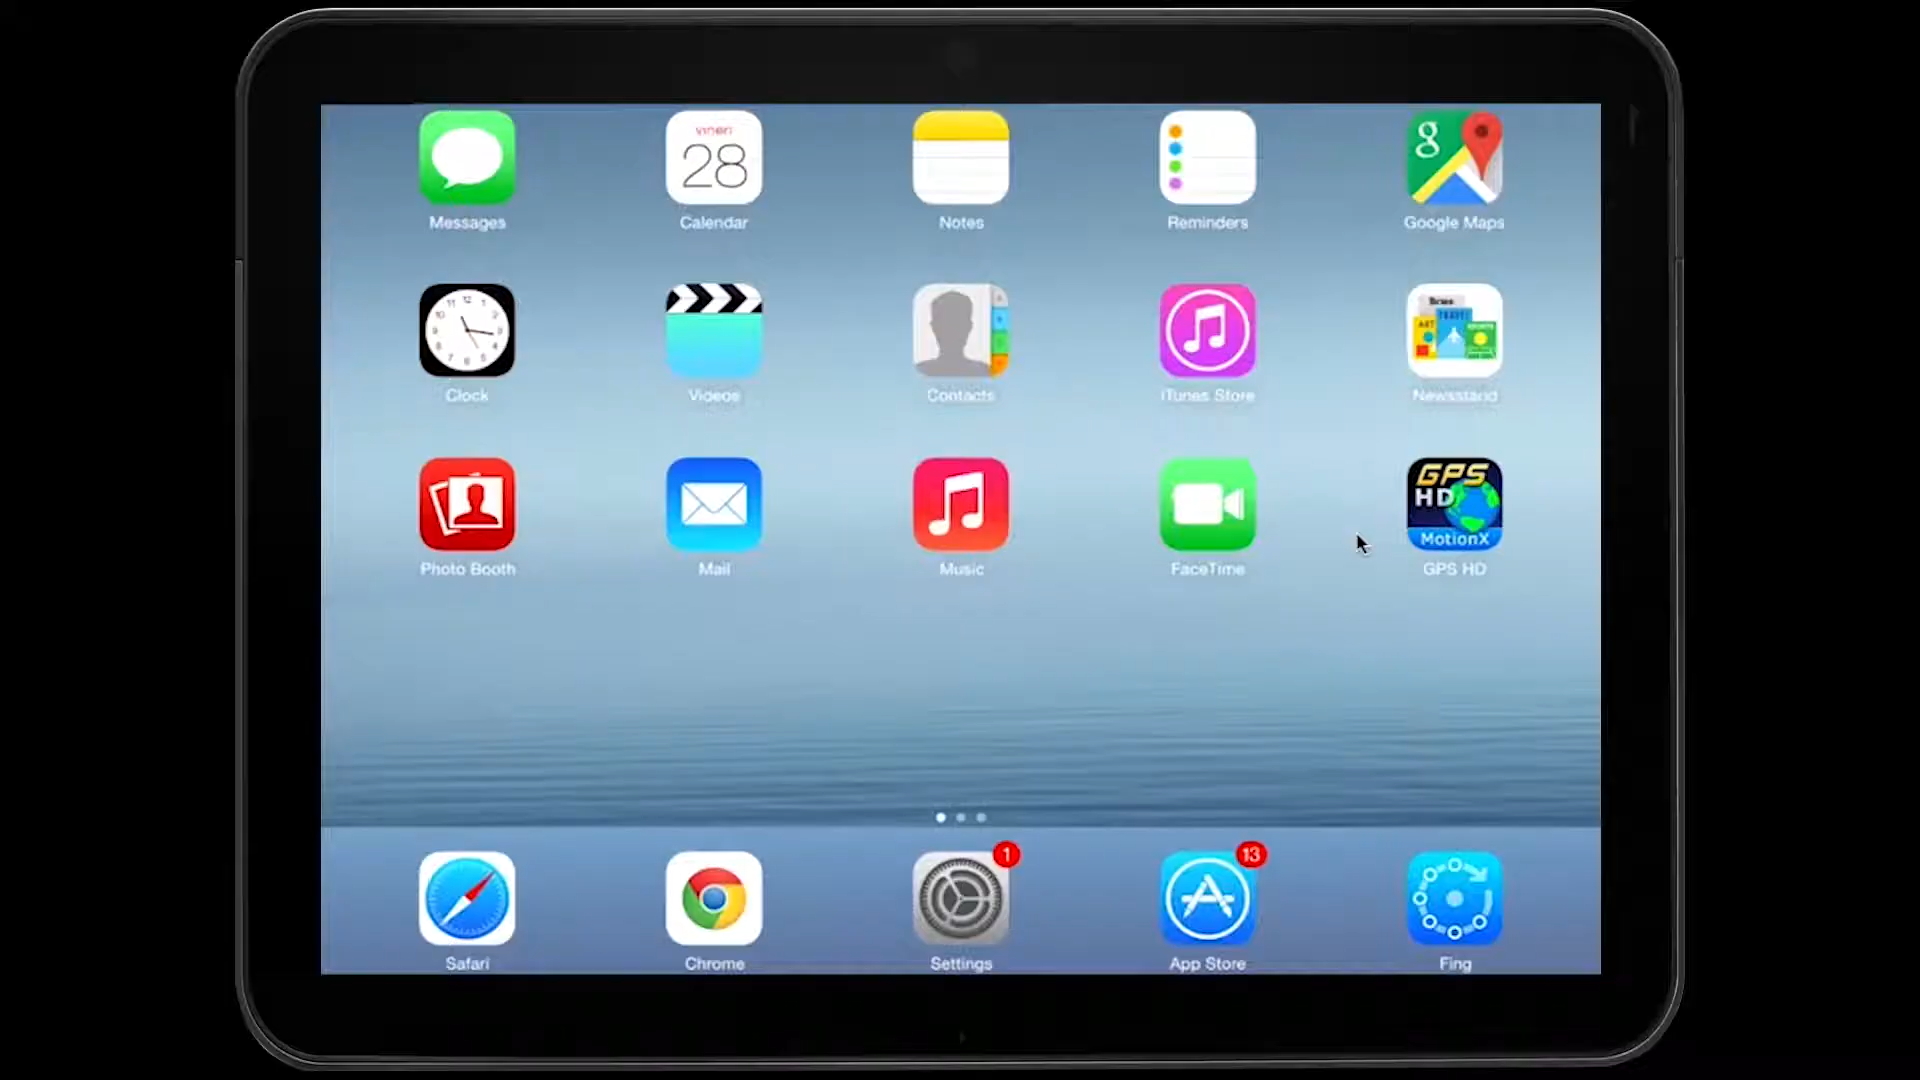 vineri
28
g
Messages
Calendar
Notes
Reminders
Google Maps
Clock
Videos
Contacts
iTunes Store
Newsstand
GPS
HD
MotionX
Photo Booth
Mail
Music
FaceTime
GPS HD
1
13
Safari
Chrome
Settings
App Store
Fing